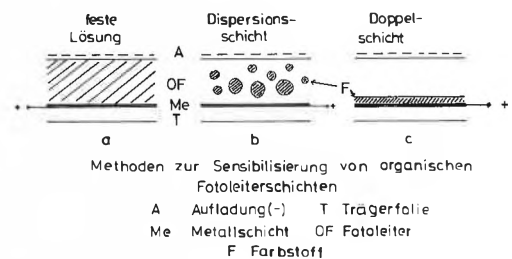 feste Lösung
Dispersions-schicht
Doppel-schicht
A
OF
F
Me
T
+
+
+
a
b
c
Methoden zur Sensibilisierung von organischen
Fotoleiterschichten
A Aufladung(-) T Trägerfolie
Me Metallschicht OF Fotoleiter
F Farbstoff